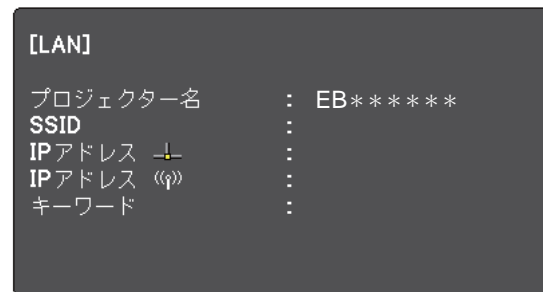 [LAN]
プロジェクター名 : EB******
SSID :
IPアドレス :
IPアドレス :
キーワード :